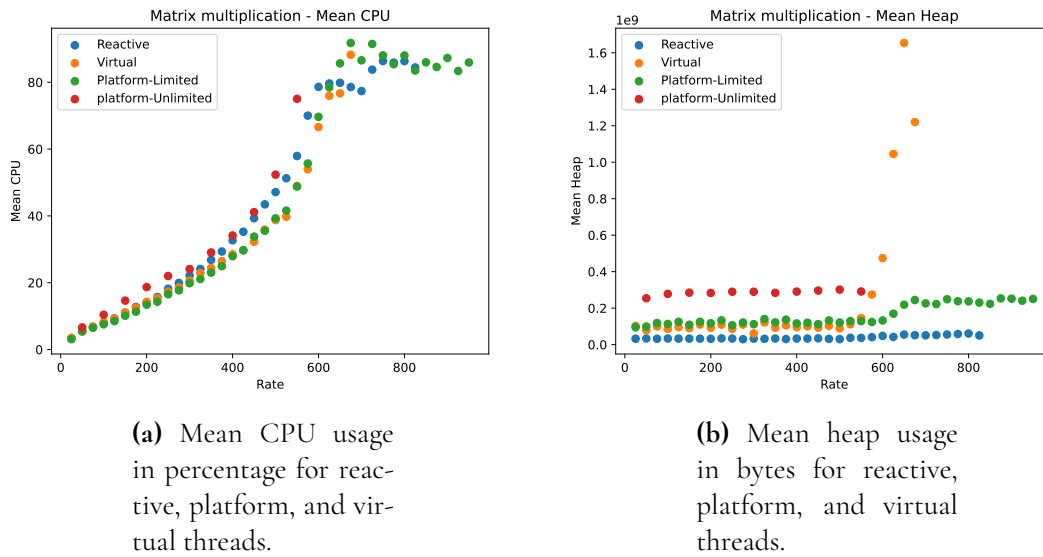 Matrix multiplication - Mean CPU
Reactive
Virtual
Platform-Limited
platform-Unlimited
80
60
40
20
0
Mean CPU
0 200 400 600 800
Rate
(a) Mean CPU usage
in percentage for reac-
tive, platform, and vir-
tual threads.
Matrix multiplication - Mean Heap
1e9
Reactive
Virtual
Platform-Limited
platform-Unlimited
1.6
1.4
1.2
1.0
0.8
0.6
0.4
0.2
0.0
Mean Heap
0 200 400 600 800
Rate
(b) Mean heap usage
in bytes for reactive,
platform, and virtual
threads.